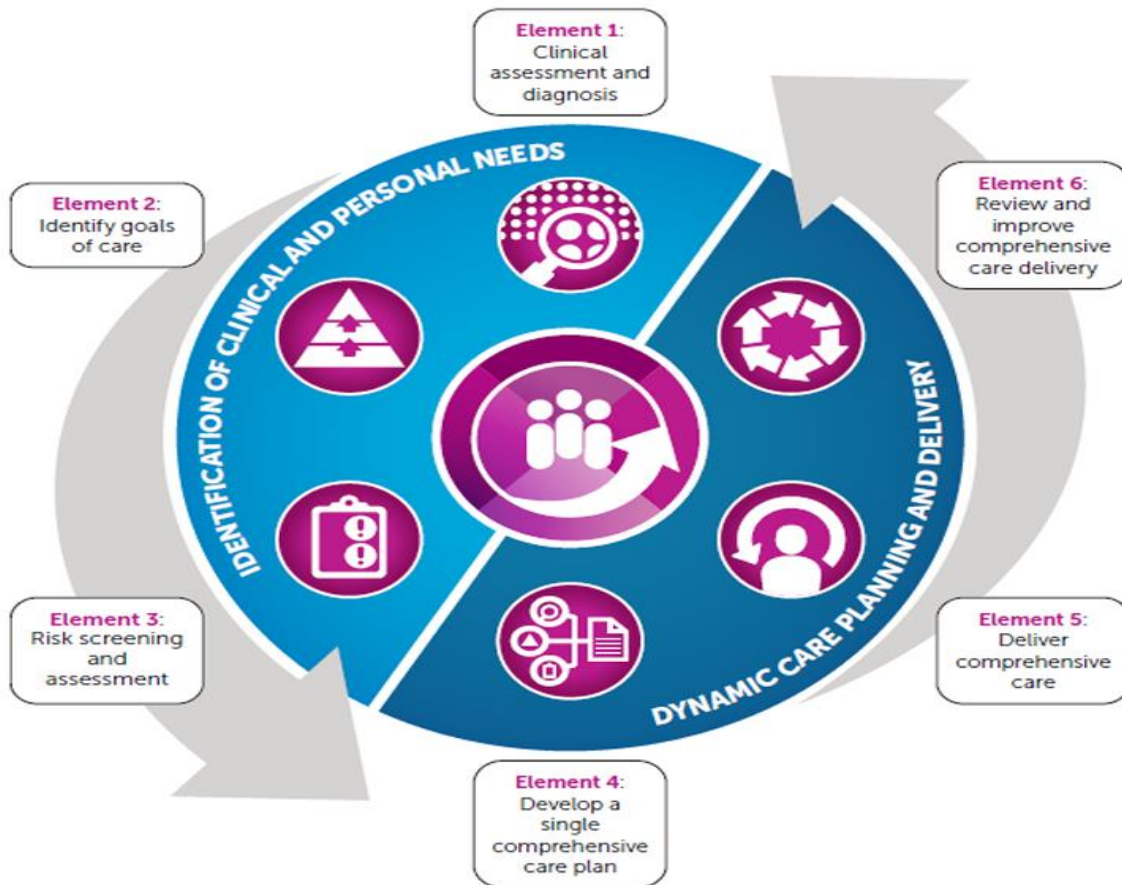 Element 1:
Clinical
assessment and
diagnosis
IDENTIFICATION OF CLINICAL AND PERSONAL NEEDS
Element 2:
Identify goals
of care
Element 3:
Risk screening
and
assessment
Element 4:
Develop a
single
comprehensive
care plan
DYNAMIC CARE PLANNING AND DELIVERY
Element 5:
Deliver
comprehensive
care
Element 6:
Review and
improve
comprehensive
care delivery